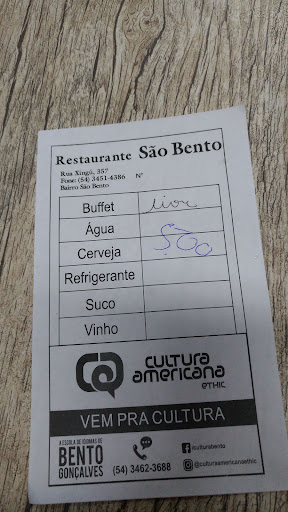 Restaurante São Bento
Rua Xingú, 357
Fone: (54) 3451-4386 Nº
Bairro São Bento
Buffet livre
Água
Cerveja 5,00
Refrigerante
Suco
Vinho
CULTURA
americana
ETHIC
VEM PRA CULTURA
A ESCOLA DE IDIOMAS DE
BENTO
GONÇALVES
(54) 3462-3688
/culturabento
@culturaamericanaethic